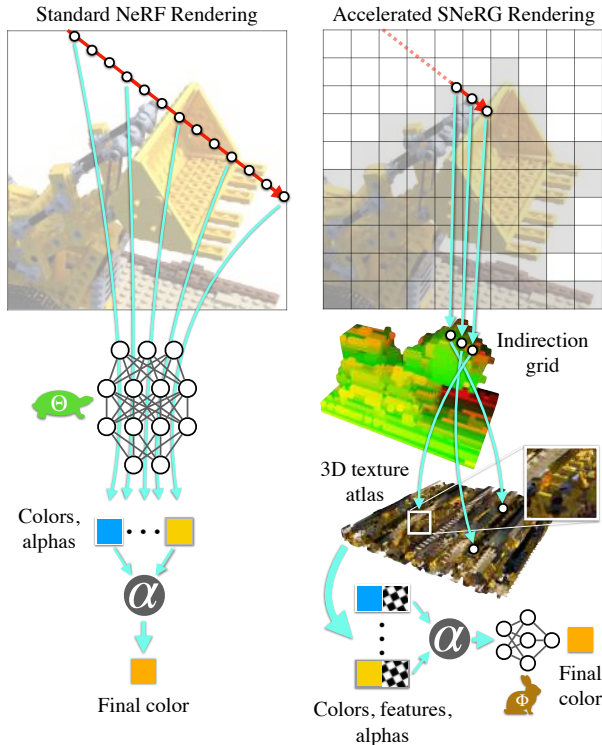 Standard NeRF Rendering
Accelerated SNeRG Rendering
Θ
Colors,
alphas
α
Final color
Indirection
grid
3D texture
atlas
α
Φ
Final
color
Colors, features,
alphas